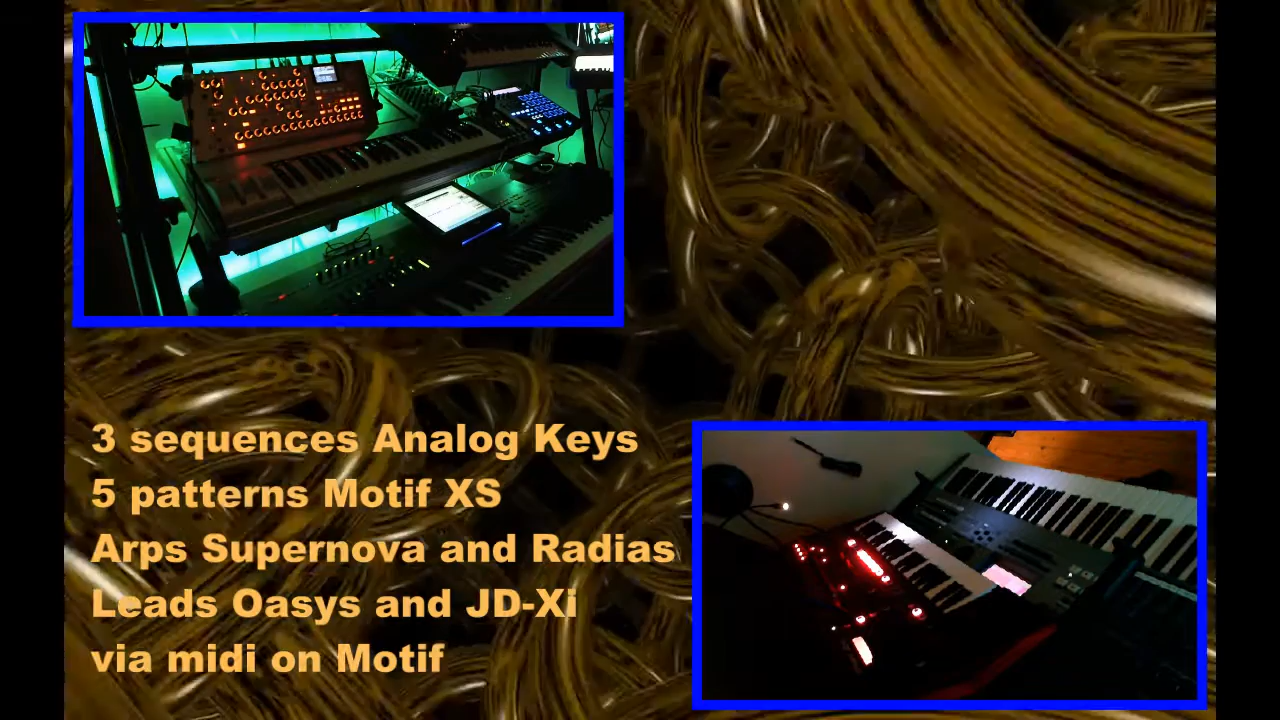 3 sequences Analog Keys
5 patterns Motif XS
Arps Supernova and Radias
Leads Oasys and JD-Xi
via midi on Motif